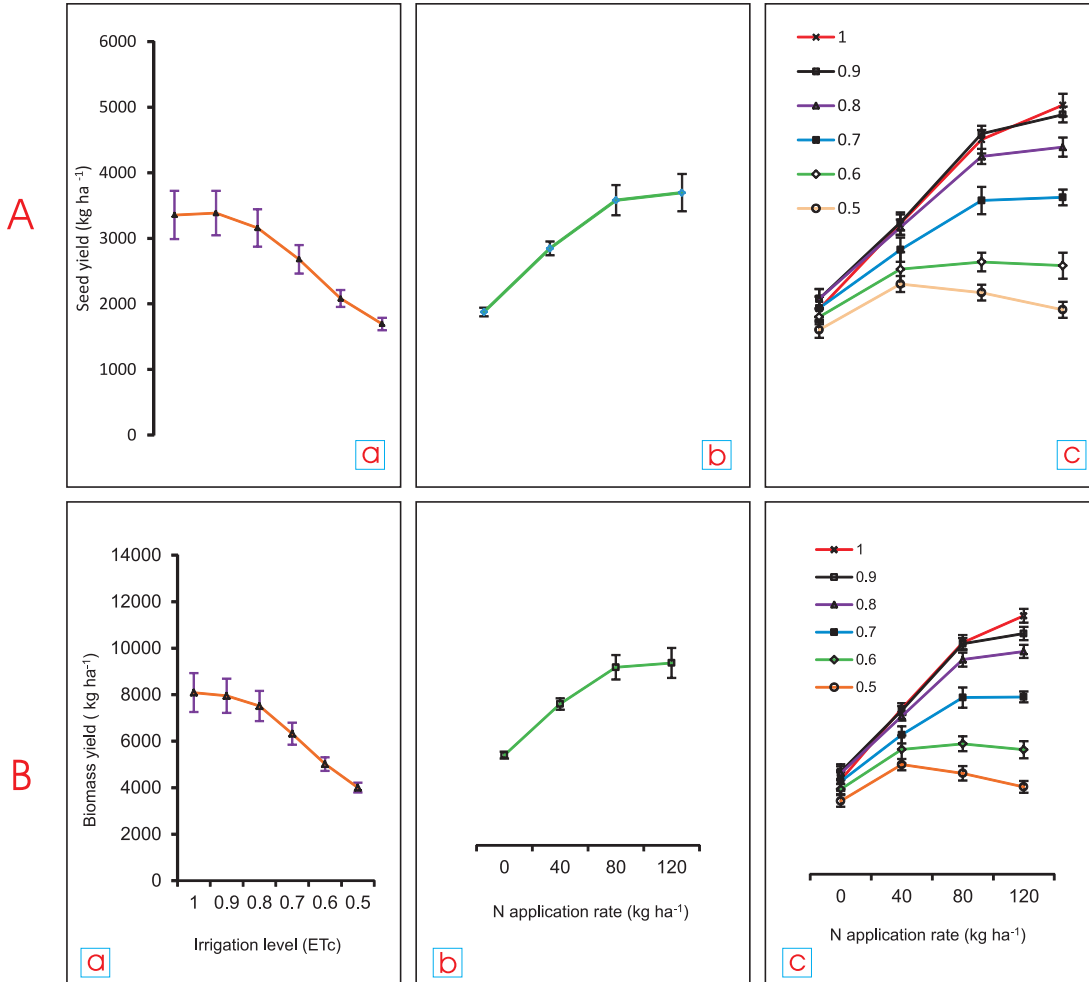 A
Seed yield (kg ha -1)
6000
5000
4000
3000
2000
1000
0
a
b
1
0.9
0.8
0.7
0.6
0.5
c
B
Biomass yield ( kg ha-1)
14000
12000
10000
8000
6000
4000
2000
0
1 0.9 0.8 0.7 0.6 0.5
Irrigation level (ETc)
a
0 40 80 120
N application rate (kg ha-1)
b
1
0.9
0.8
0.7
0.6
0.5
0 40 80 120
N application rate (kg ha-1)
c